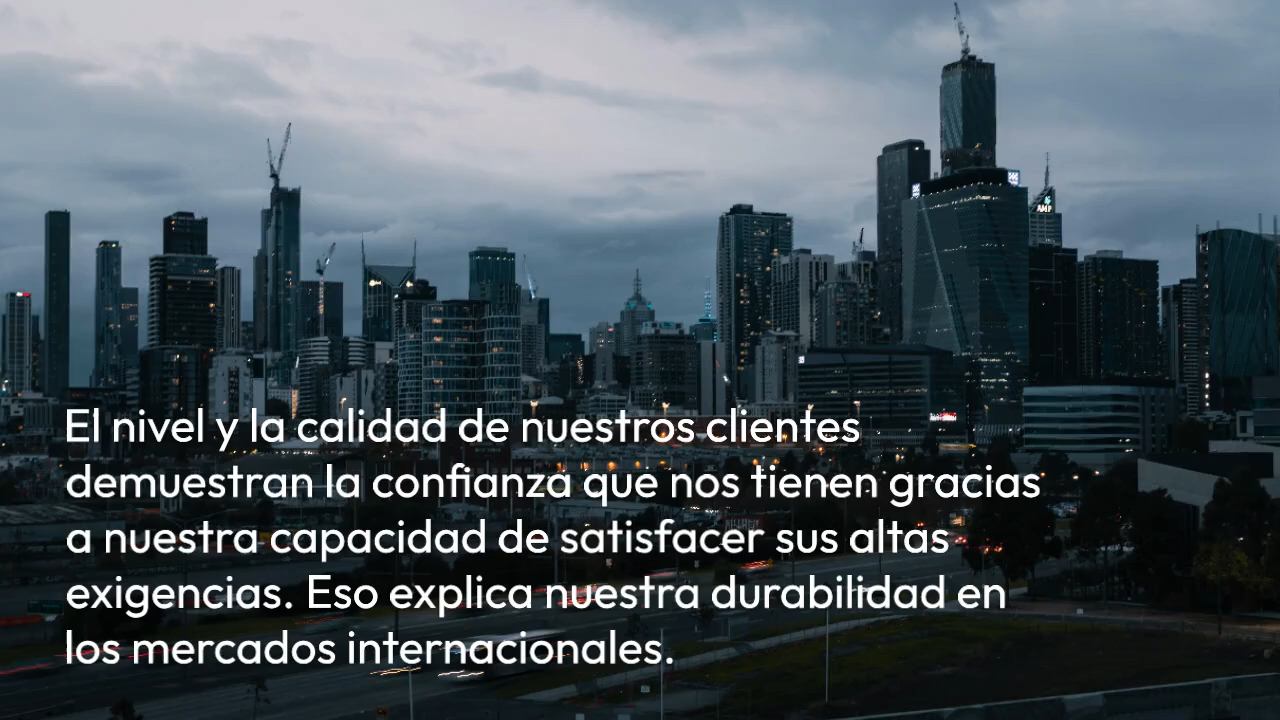 AMP
El nivel y la calidad de nuestros clientes
demuestran la confianza que nos tienen gracias
a nuestra capacidad de satisfacer sus altas
exigencias. Eso explica nuestra durabilidad en
los mercados internacionales.